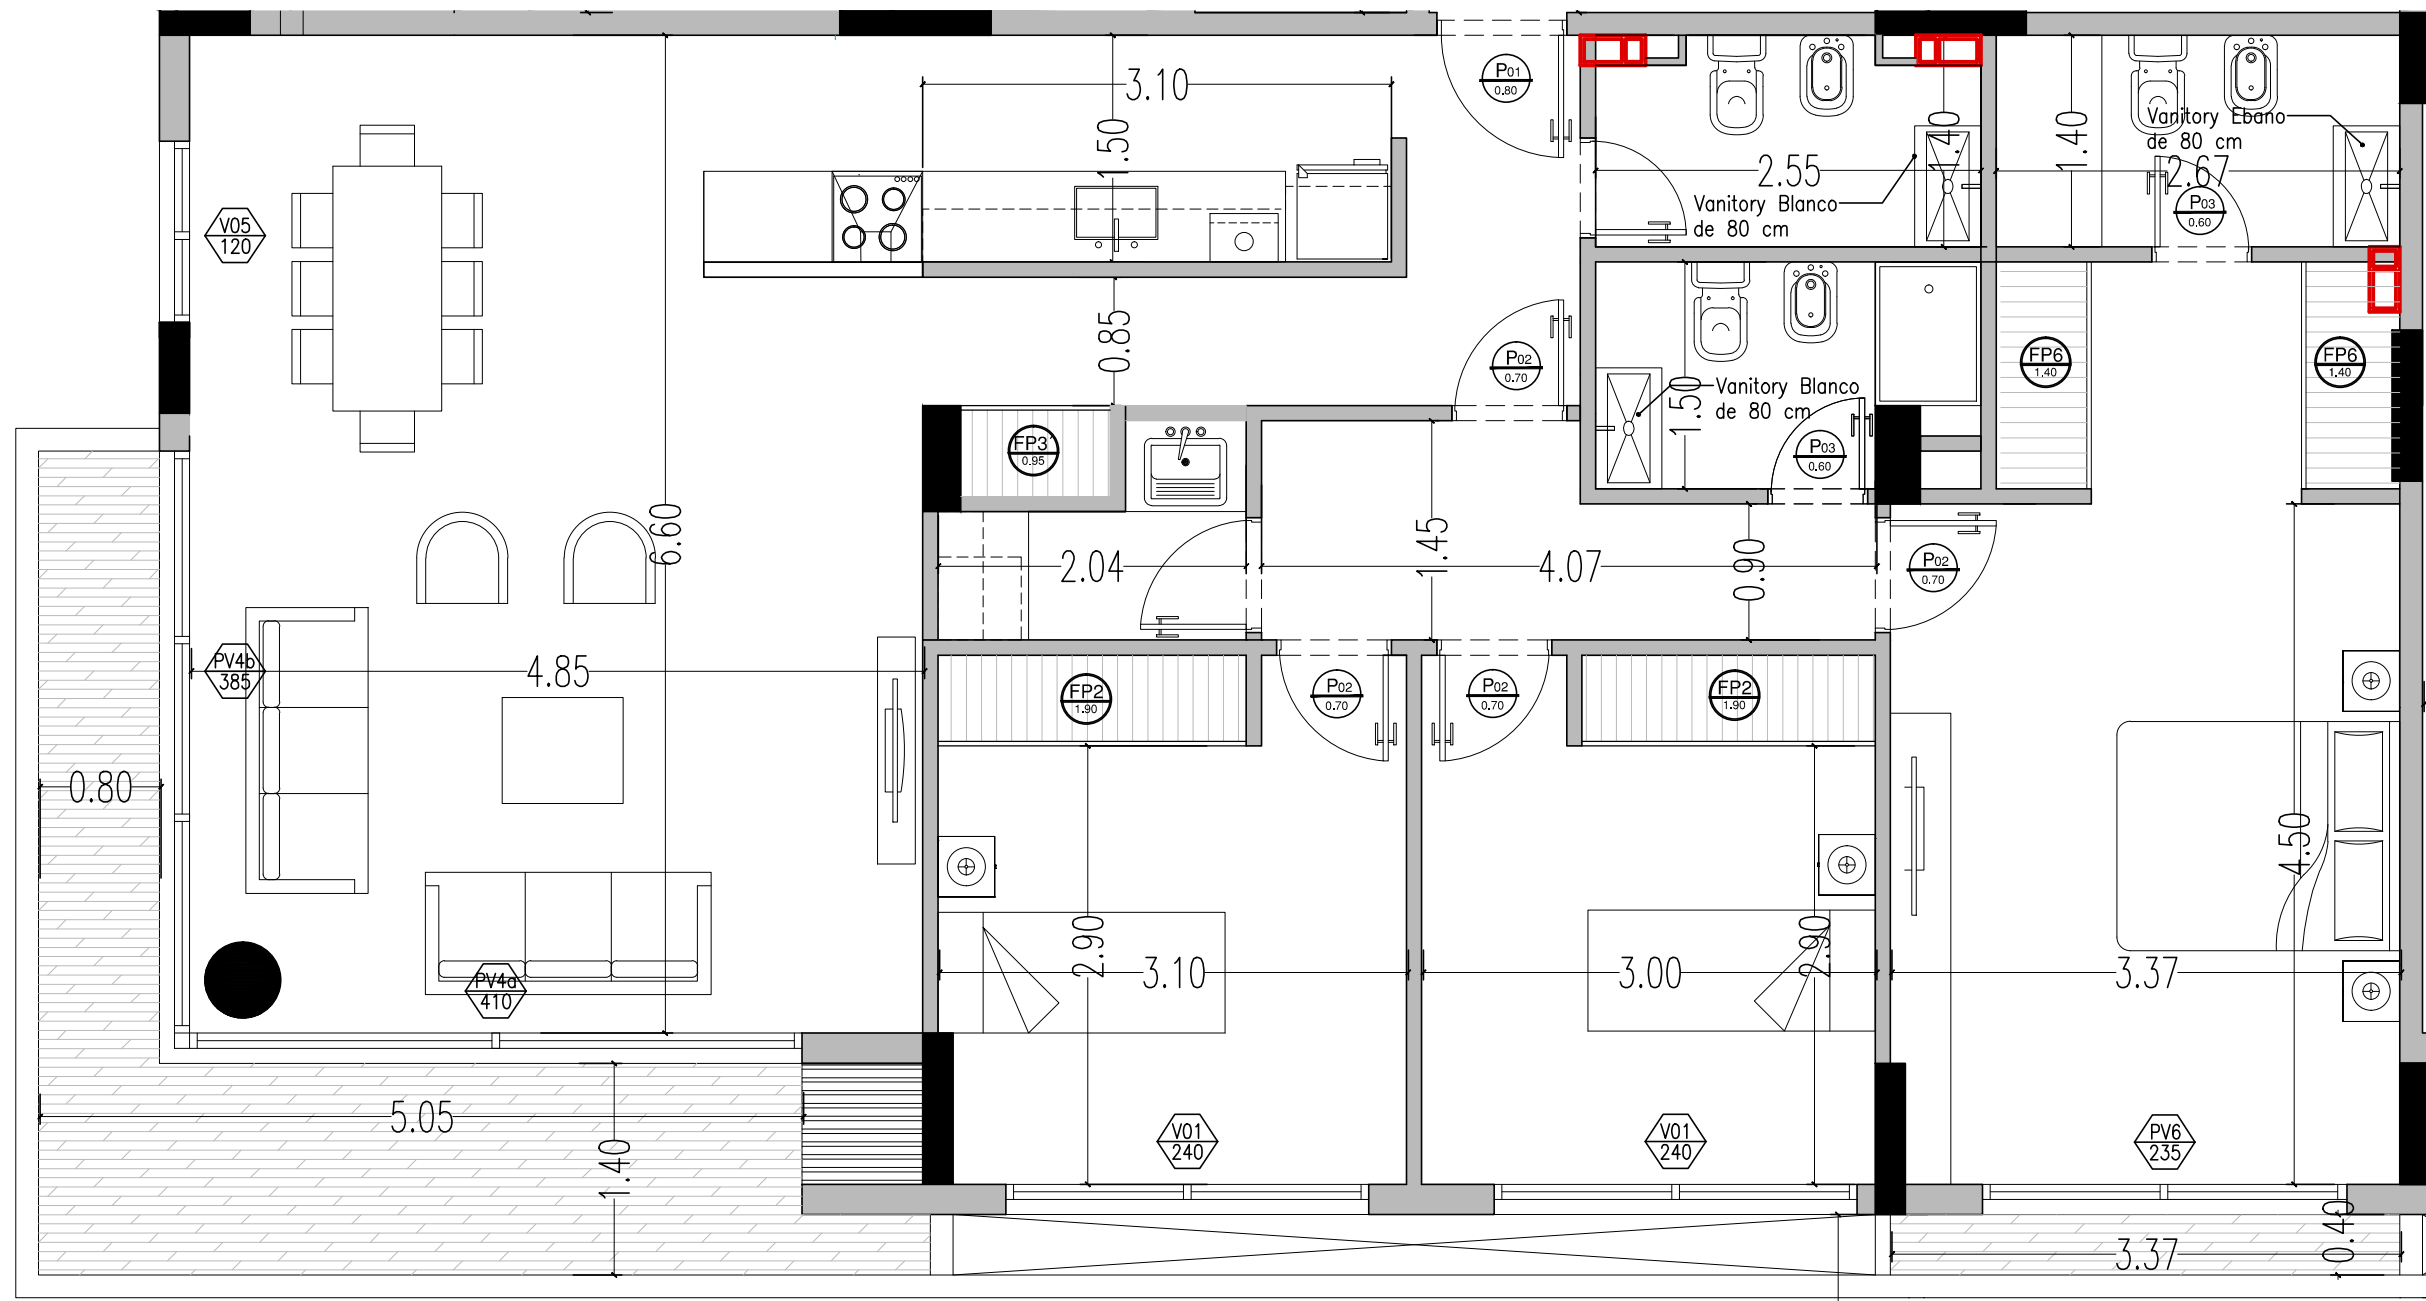 3.10
1.50
P01
0.80
2.55
1.40
Vanitory Blanco
de 80 cm
1.40
Vanitory Ebano
de 80 cm
2.67
P03
0.60
V05
120
0.85
P02
0.70
1.50
Vanitory Blanco
de 80 cm
P03
0.60
FP6
1.40
FP6
1.40
FP3'
0.95
6.60
2.04
1.45
4.07
0.90
P02
0.70
PV4b
385
4.85
FP2
1.90
P02
0.70
P02
0.70
FP2
1.90
0.80
4.50
2.90
3.10
2.90
3.00
3.37
PV4a
410
5.05
1.40
V01
240
V01
240
PV6
235
3.37
0.40